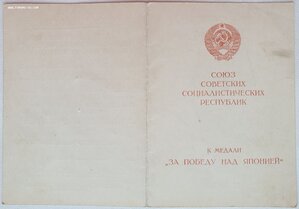 СОЮЗ
СОВЕТСКИХ
СОЦИАЛИСТИЧЕСКИХ
РЕСПУБЛИК
К МЕДАЛИ
„ЗА ПОБЕДУ НАД ЯПОНИЕЙ“